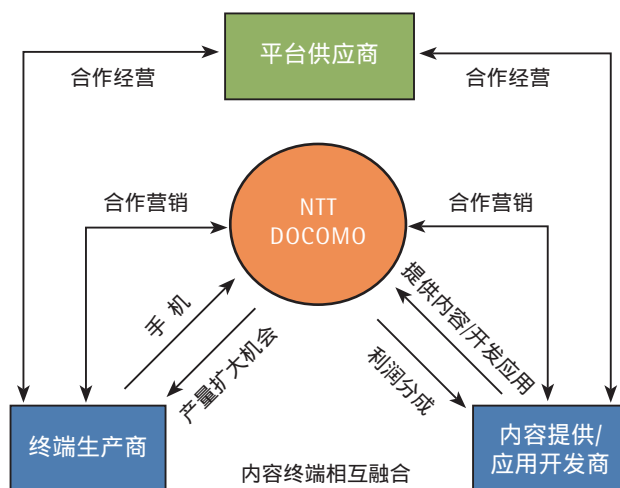 平台供应商
合作经营
合作经营
NTT
DOCOMO
合作营销
合作营销
手 机
产量扩大机会
提供内容/开发应用
利润分成
终端生产商
内容提供/
应用开发商
内容终端相互融合